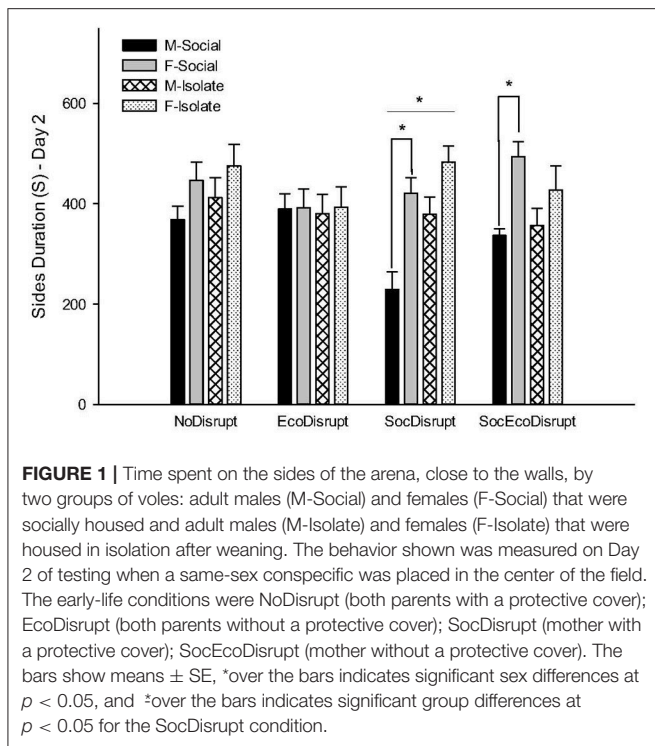 M-Social
F-Social
M-Isolate
F-Isolate
*
*
*
600
400
200
0
Sides Duration (S) - Day 2
NoDisrupt EcoDisrupt SocDisrupt SocEcoDisrupt
FIGURE 1 | Time spent on the sides of the arena, close to the walls, by
two groups of voles: adult males (M-Social) and females (F-Social) that were
socially housed and adult males (M-Isolate) and females (F-Isolate) that were
housed in isolation after weaning. The behavior shown was measured on Day
2 of testing when a same-sex conspecific was placed in the center of the field.
The early-life conditions were NoDisrupt (both parents with a protective cover);
EcoDisrupt (both parents without a protective cover); SocDisrupt (mother with
a protective cover); SocEcoDisrupt (mother without a protective cover). The
bars show means ± SE, *over the bars indicates significant sex differences at
p < 0.05, and *over the bars indicates significant group differences at
p < 0.05 for the SocDisrupt condition.